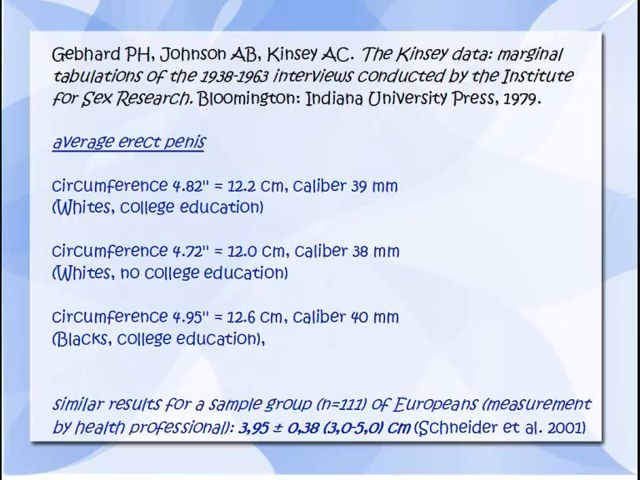 Gebhard PH, Johnson AB, Kinsey AC. The Kinsey data: marginal
tabulations of the 1938-1963 interviews conducted by the Institute
for Sex Research. Bloomington: Indiana University Press, 1979.
average erect penis
circumference 4.82" = 12.2 cm, caliber 39 mm
(Whites, college education)
circumference 4.72" = 12.0 cm, caliber 38 mm
(Whites, no college education)
circumference 4.95" = 12.6 cm, caliber 40 mm
(Blacks, college education),
similar results for a sample group (n=111) of Europeans (measurement
by health professional): 3,95 ± 0,38 (3,0-5,0) cm (Schneider et al. 2001)